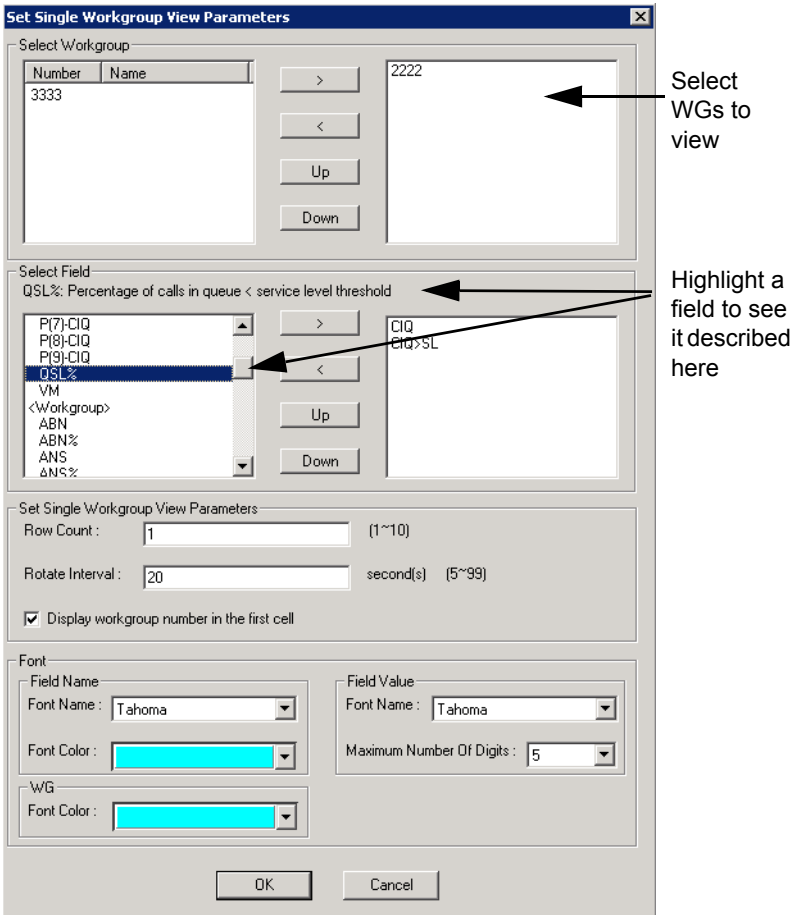 Set Single Workgroup View Parameters
Select Workgroup
Number Name
3333
>
<
Up
Down
2222
Select
WGs to
view
Select Field
QSL%: Percentage of calls in queue < service level threshold
P(7)-CIQ
P(8)-CIQ
P(9)-CIQ
QSL%
VM
<Workgroup>
ABN
ABN%
ANS
ANS%
>
<
Up
Down
CIQ
CIQ>SL
Highlight a
field to see
it described
here
Set Single Workgroup View Parameters
Row Count : 1 (1~10)
Rotate Interval : 20 second(s) (5~99)
Display workgroup number in the first cell
Font
Field Name
Font Name : Tahoma
Font Color :
WG
Font Color :
Field Value
Font Name : Tahoma
Maximum Number Of Digits : 5
OK Cancel